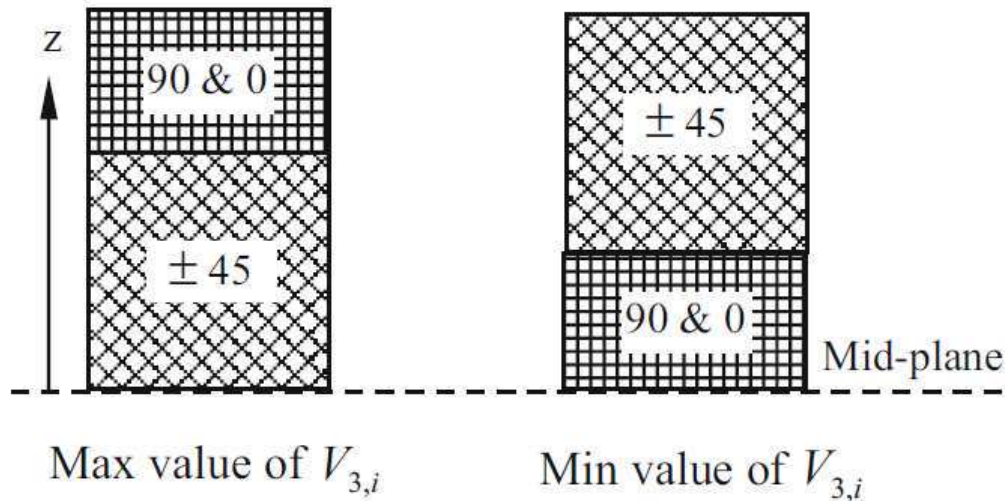 z
90 & 0
± 45
± 45
90 & 0
Mid-plane
Max value of V3,i
Min value of V3,i